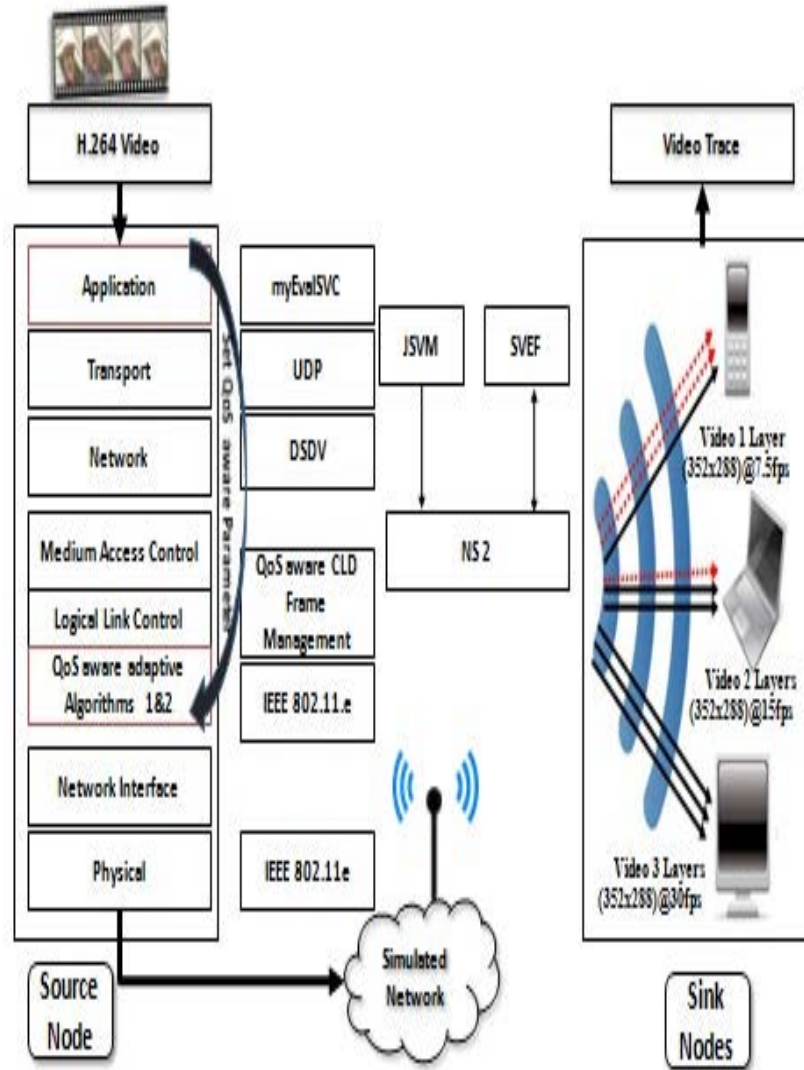 H.264 Video
Video Trace
Application
Transport
Network
Medium Access Control
Logical Link Control
QoS aware adaptive
Algorithms 1&2
Network Interface
Physical
Set QoS aware Parameter
myEvalSVC
UDP
DSDV
QoS aware CLD
Frame
Management
IEEE 802.11.e
IEEE 802.11e
JSVM
SVEF
NS 2
Simulated
Network
Video 1 Layer
(352x288)@7.5fps
Video 2 Layers
(352x288)@15fps
Video 3 Layers
(352x288)@30fps
Source
Node
Sink
Nodes